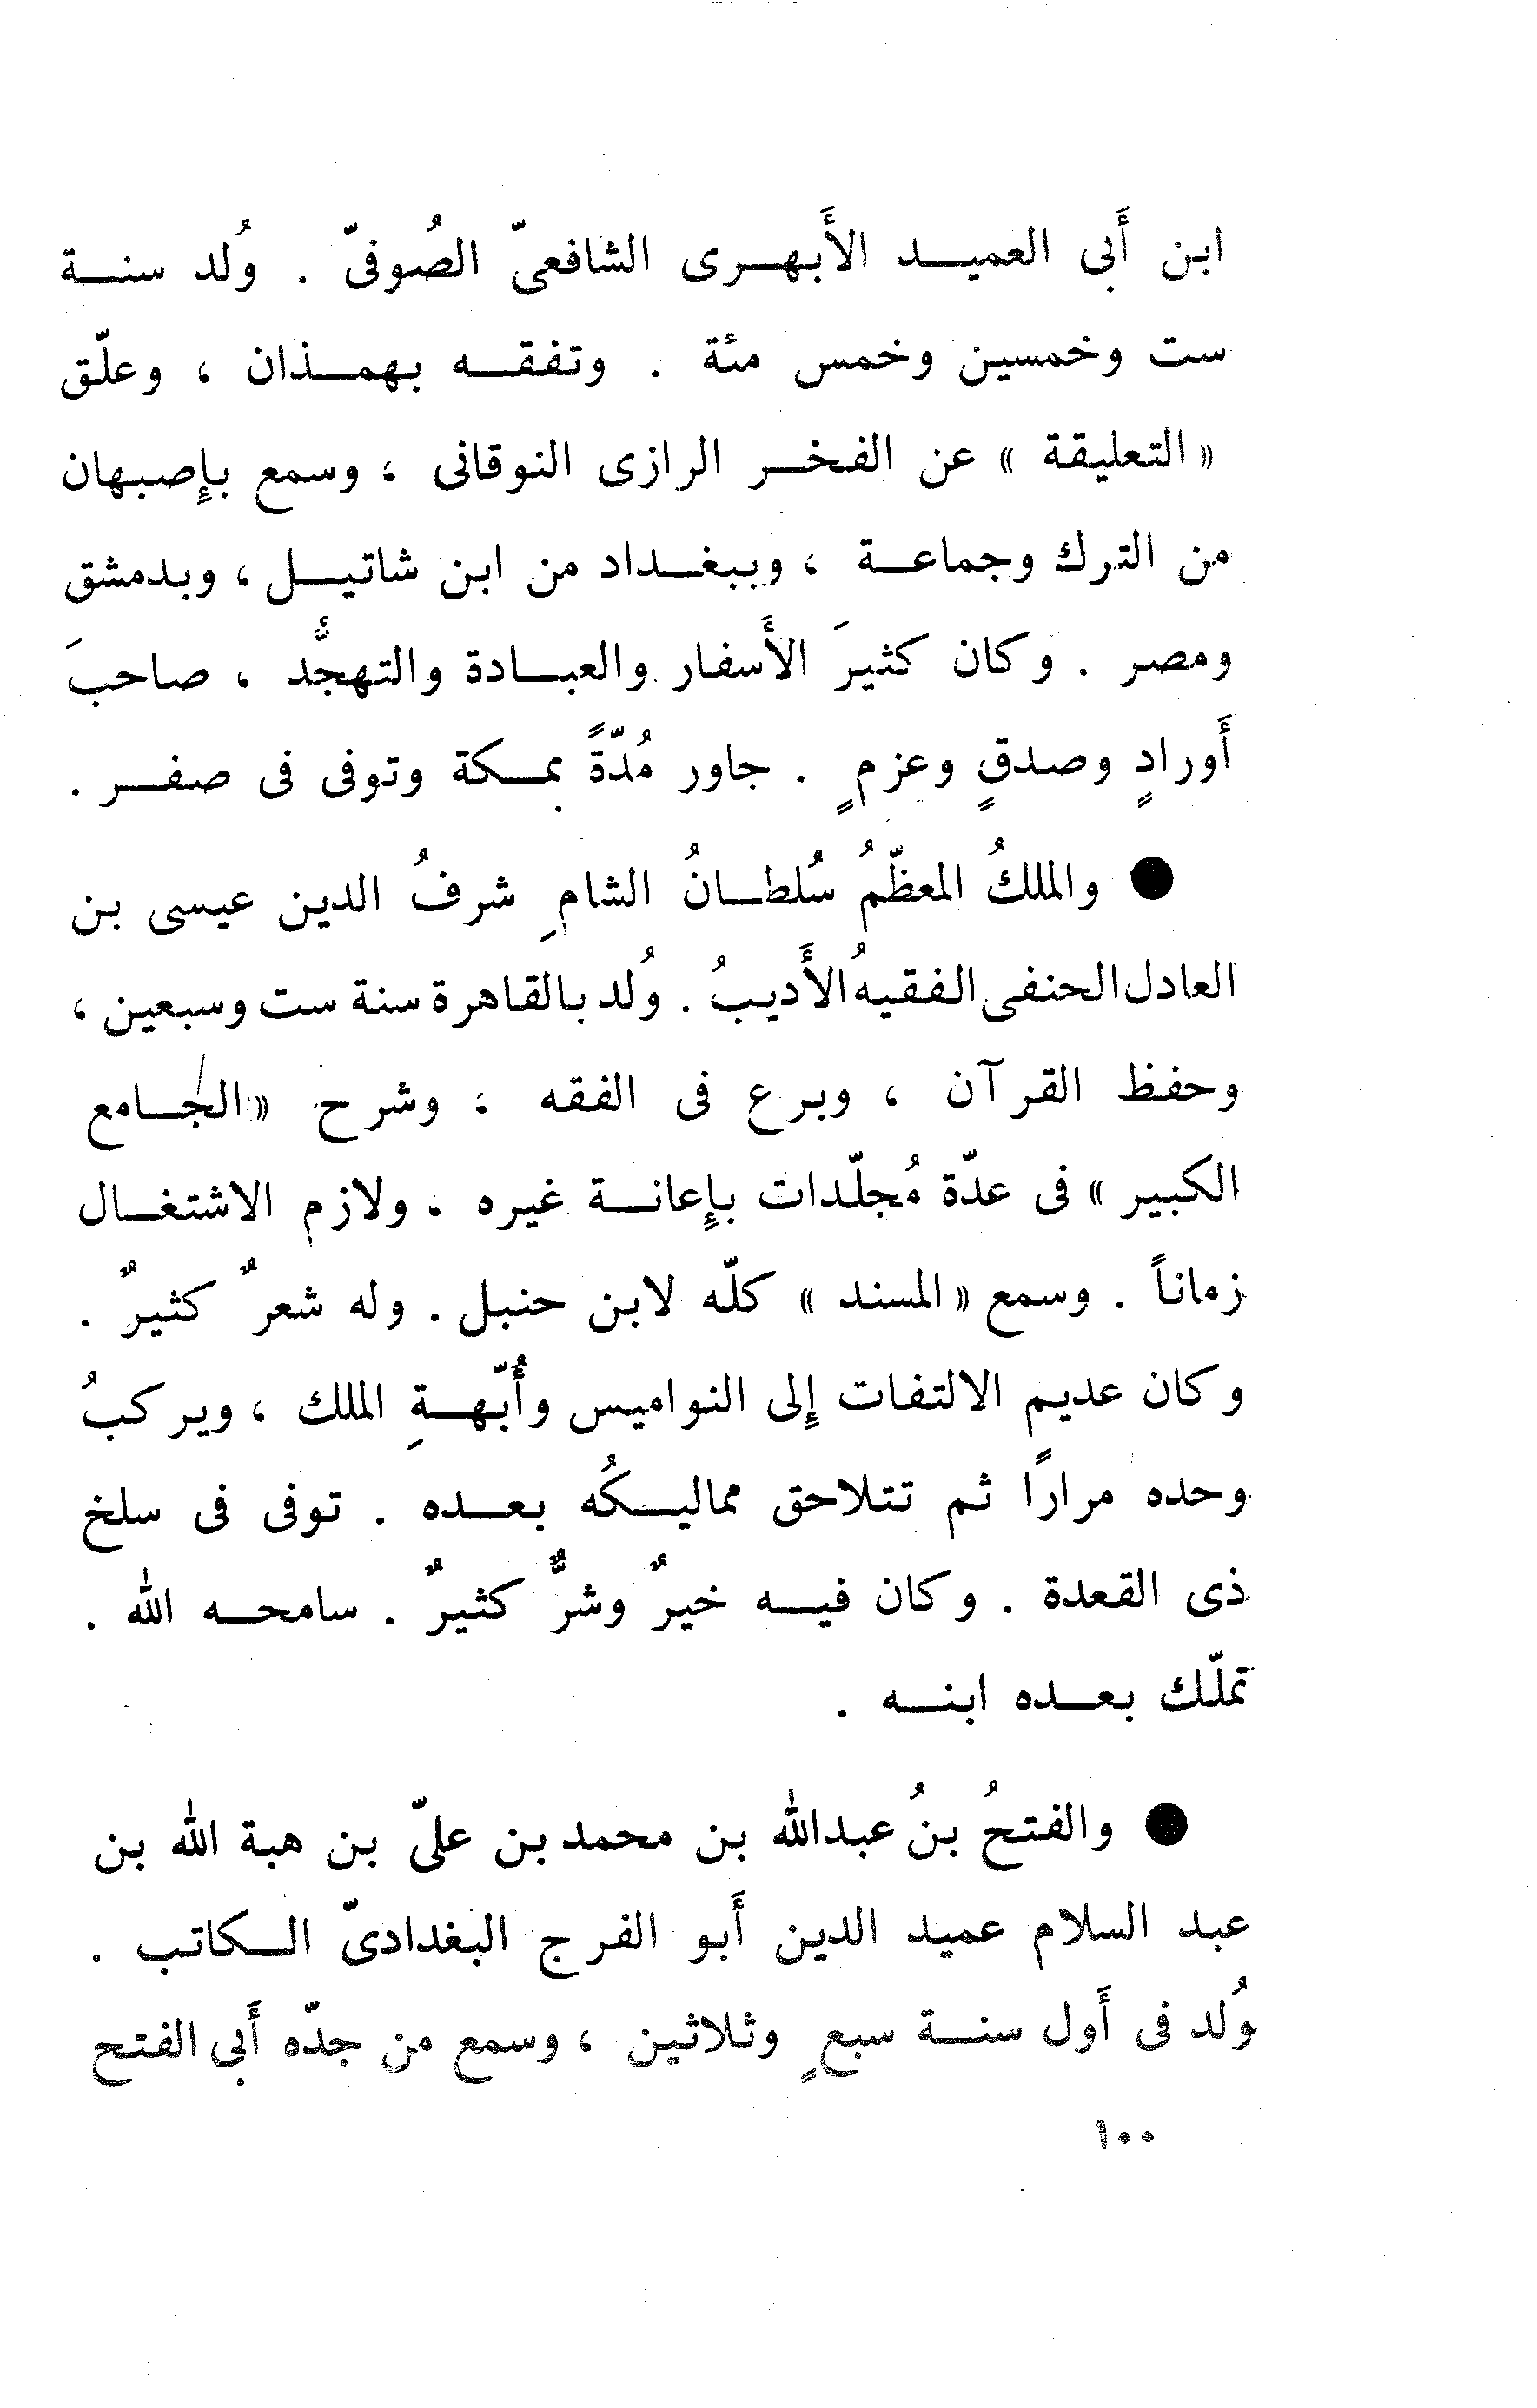 ابن أَبى العميد الأَبهرى الشافعىّ الصُوفىّ . وُلد سنة
ست وخمسين وخمس مئة . وتفقه بهمذان ، وعلّق
« التعليقة » عن الفخر الرازى النوقانى ، وسمع بإِصبهان
من الترك وجماعة ، وببغداد من ابن شاتيل ، وبدمشق
ومصر . وكان كثيرَ الأَسفار والعبادة والتهجُّد ، صاحبَ
أَورادٍ وصدقٍ وعزمٍ . جاور مُدّةً بمكة وتوفى فى صفر .
● والملكُ المعظّمُ سُلطانُ الشامِ شرفُ الدين عيسى بن
العادل الحنفى الفقيهُ الأَديبُ . وُلد بالقاهرة سنة ست وسبعين ،
وحفظ القرآن ، وبرع فى الفقه ، وشرح « الجامع
الكبير » فى عدّة مُجلّدات بإِعانة غيره . ولازم الاشتغال
زماناً . وسمع « المسند » كلّه لابن حنبل . وله شعرٌ كثيرٌ .
وكان عديم الالتفات إِلى النواميس وأُبّهةِ الملك ، ويركبُ
وحده مرارًا ثم تتلاحق مماليكُه بعده . توفى فى سلخ
ذى القعدة . وكان فيه خيرٌ وشرٌّ كثيرٌ . سامحه الله .
تملّك بعده ابنه .
● والفتحُ بنُ عبدالله بن محمد بن علىّ بن هبة الله بن
عبد السلام عميد الدين أَبو الفرج البغدادىّ الكاتب .
وُلد فى أَول سنة سبعٍ وثلاثين ، وسمع من جدّه أَبى الفتح
١٠٠